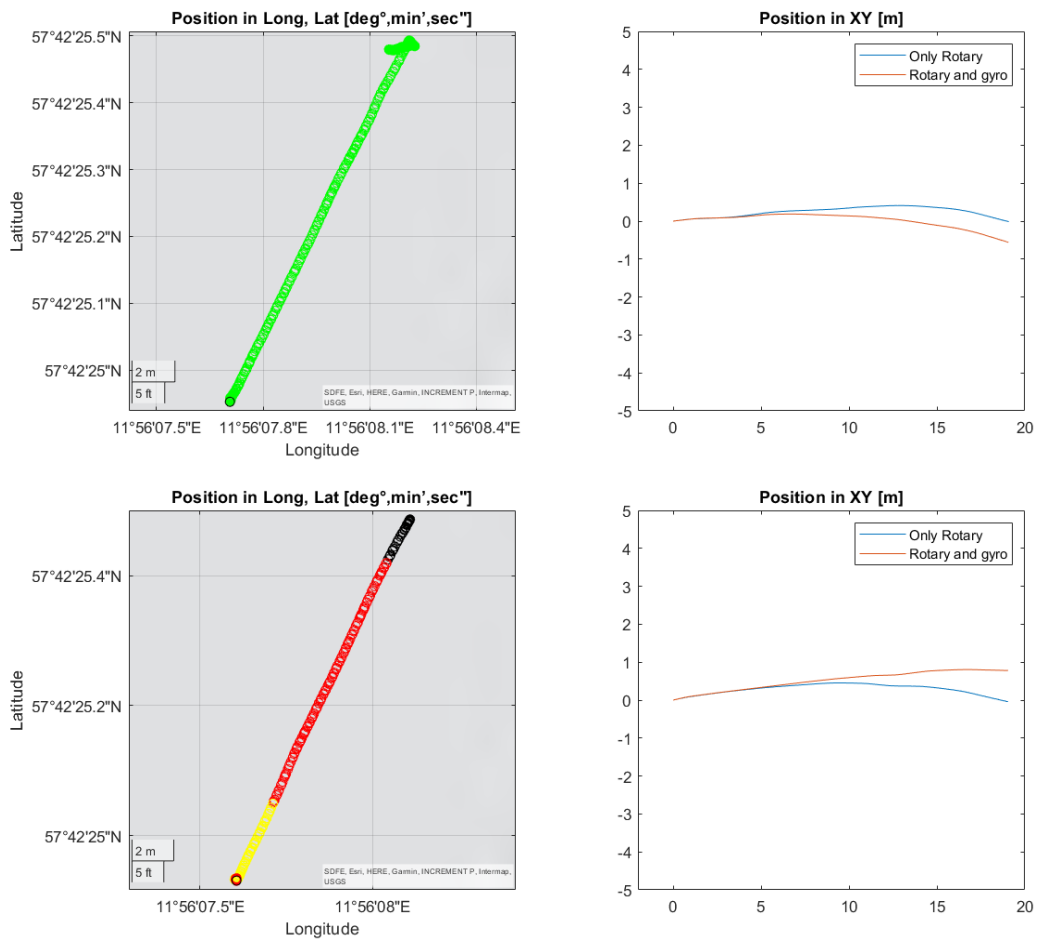 Position in Long, Lat [deg°,min',sec"]
57°42'25.5"N
57°42'25.4"N
57°42'25.3"N
57°42'25.2"N
57°42'25.1"N
57°42'25"N
Latitude
2 m
5 ft
SDFE, Esri, HERE, Garmin, INCREMENT P, Intermap,
USGS
11°56'07.5"E 11°56'07.8"E 11°56'08.1"E 11°56'08.4"E
Longitude
Position in XY [m]
Only Rotary
Rotary and gyro
5
4
3
2
1
0
-1
-2
-3
-4
-5
0 5 10 15 20
Position in Long, Lat [deg°,min',sec"]
57°42'25.4"N
57°42'25.2"N
57°42'25"N
Latitude
2 m
5 ft
SDFE, Esri, HERE, Garmin, INCREMENT P, Intermap,
USGS
11°56'07.5"E 11°56'08"E
Longitude
Position in XY [m]
Only Rotary
Rotary and gyro
5
4
3
2
1
0
-1
-2
-3
-4
-5
0 5 10 15 20